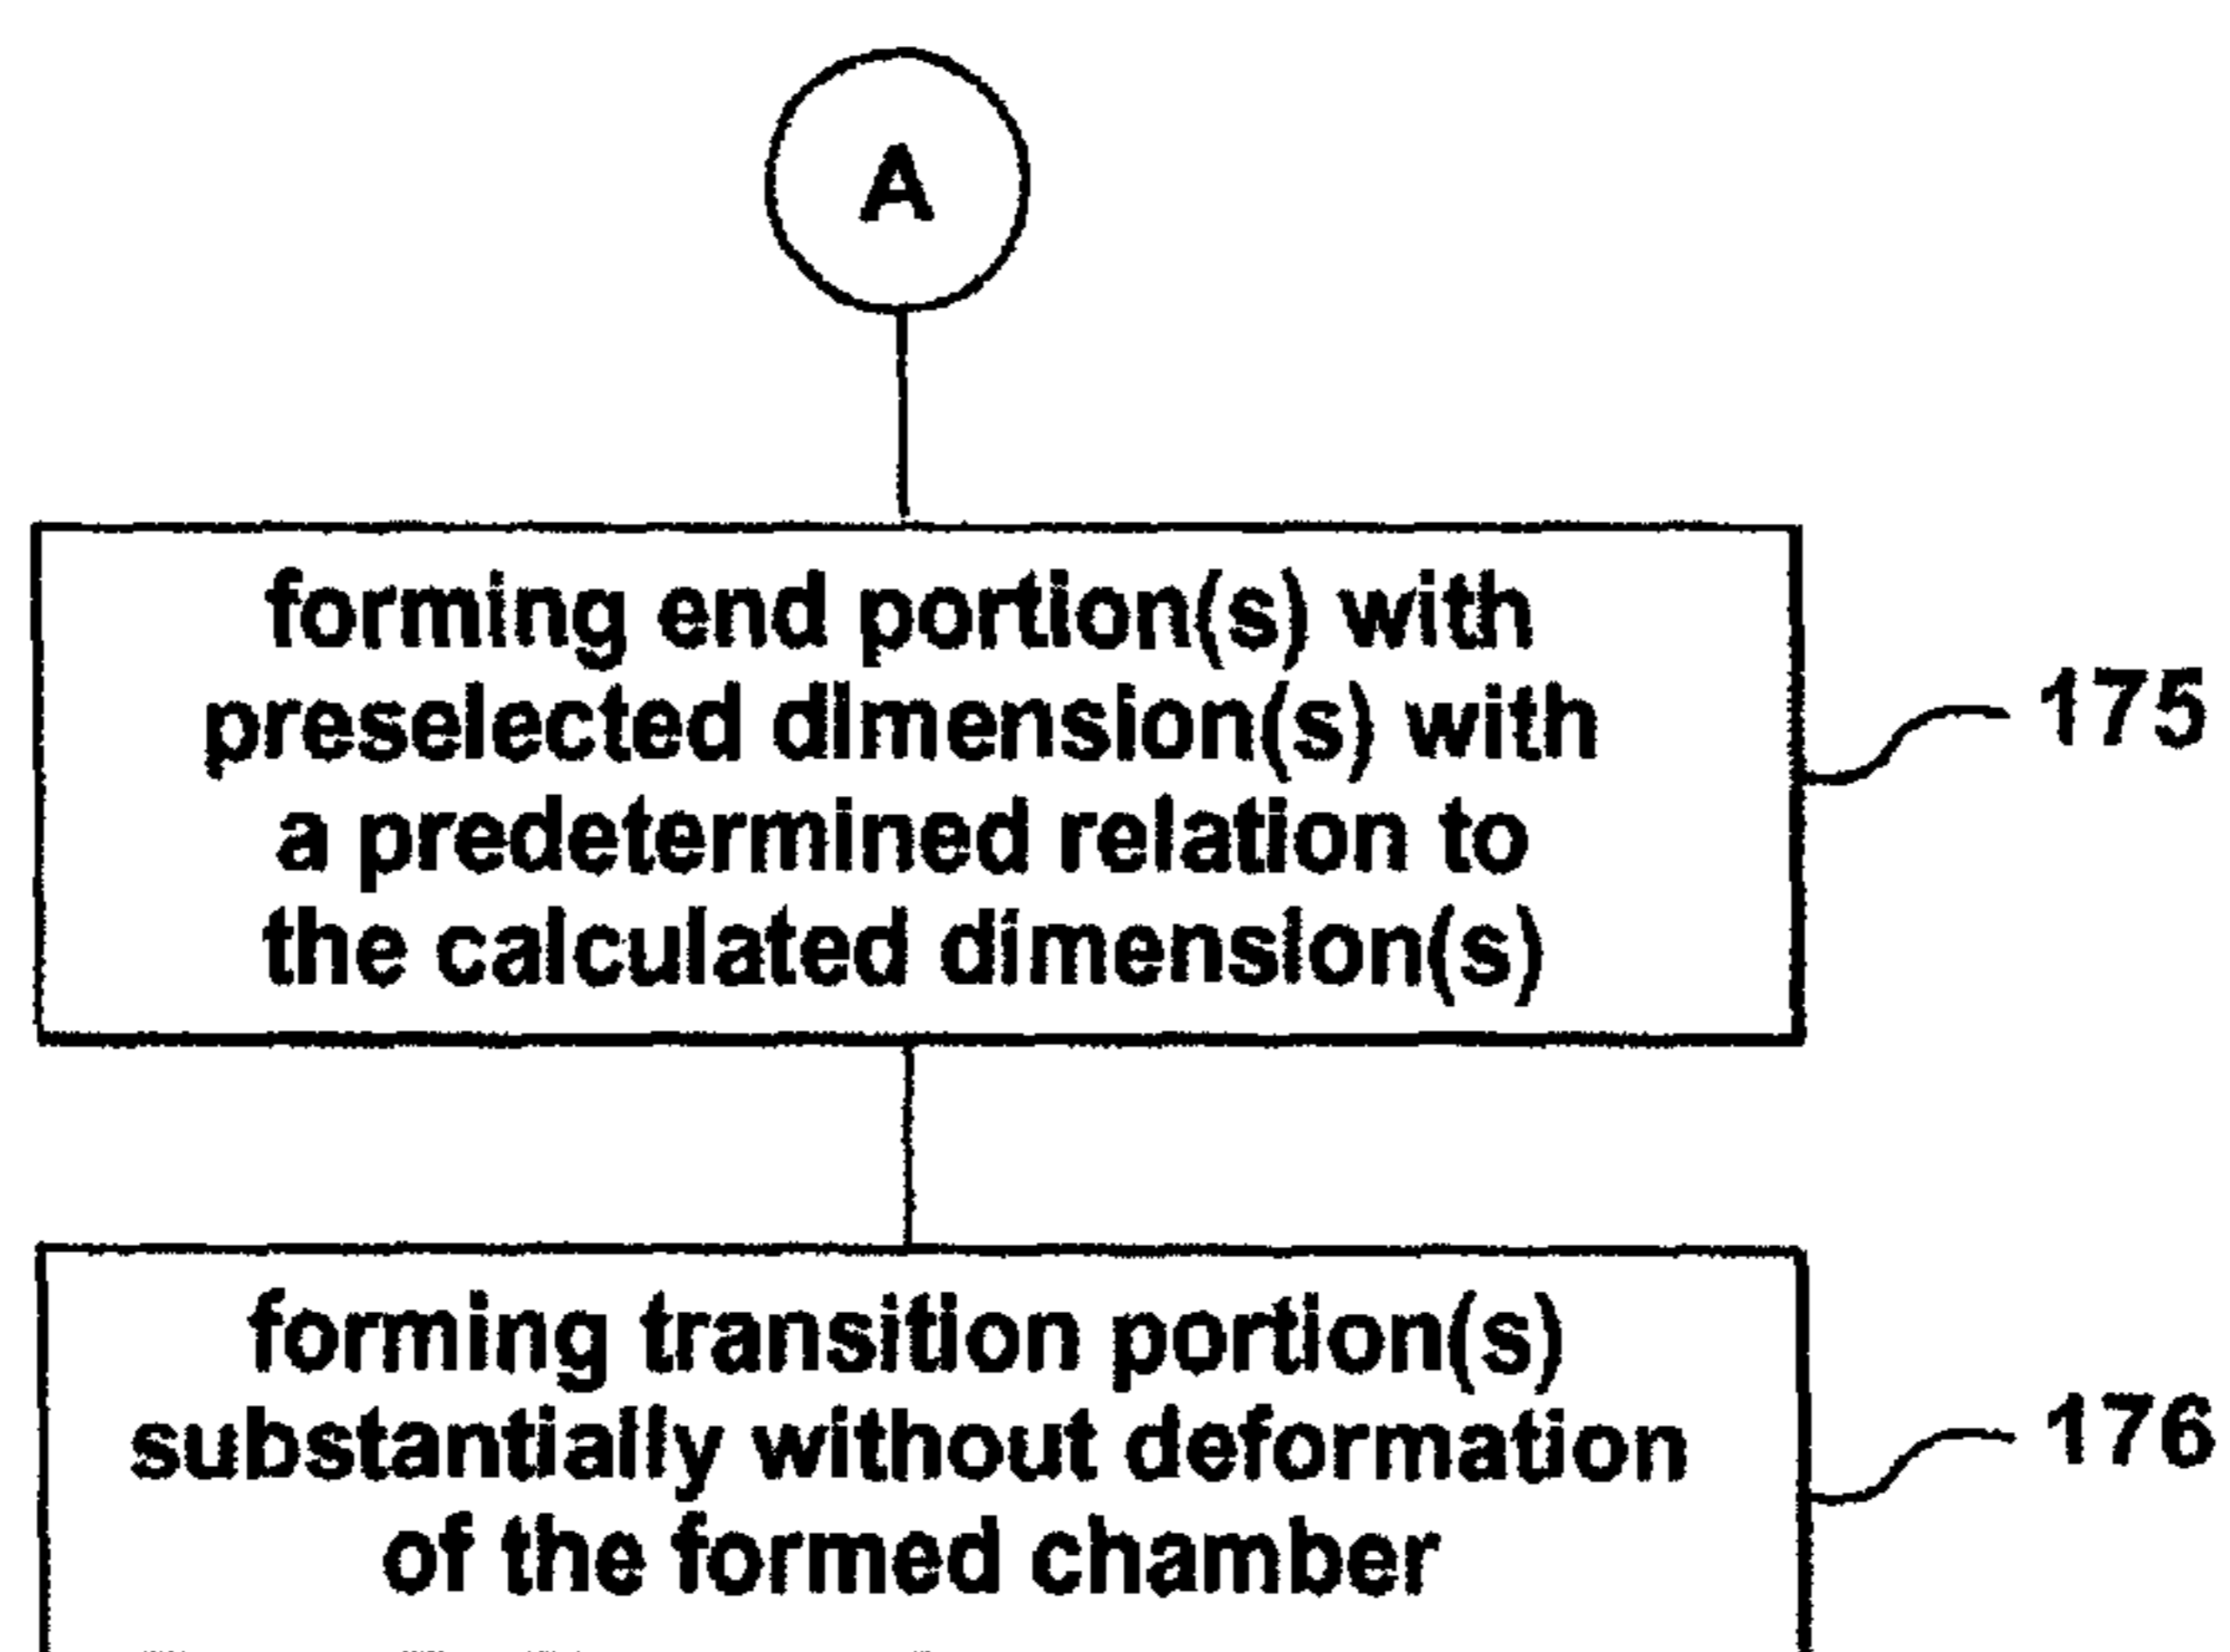 A
forming end portion(s) with
preselected dimension(s) with
a predetermined relation to
the calculated dimension(s)
175
forming transition portion(s)
substantially without deformation
of the formed chamber
176